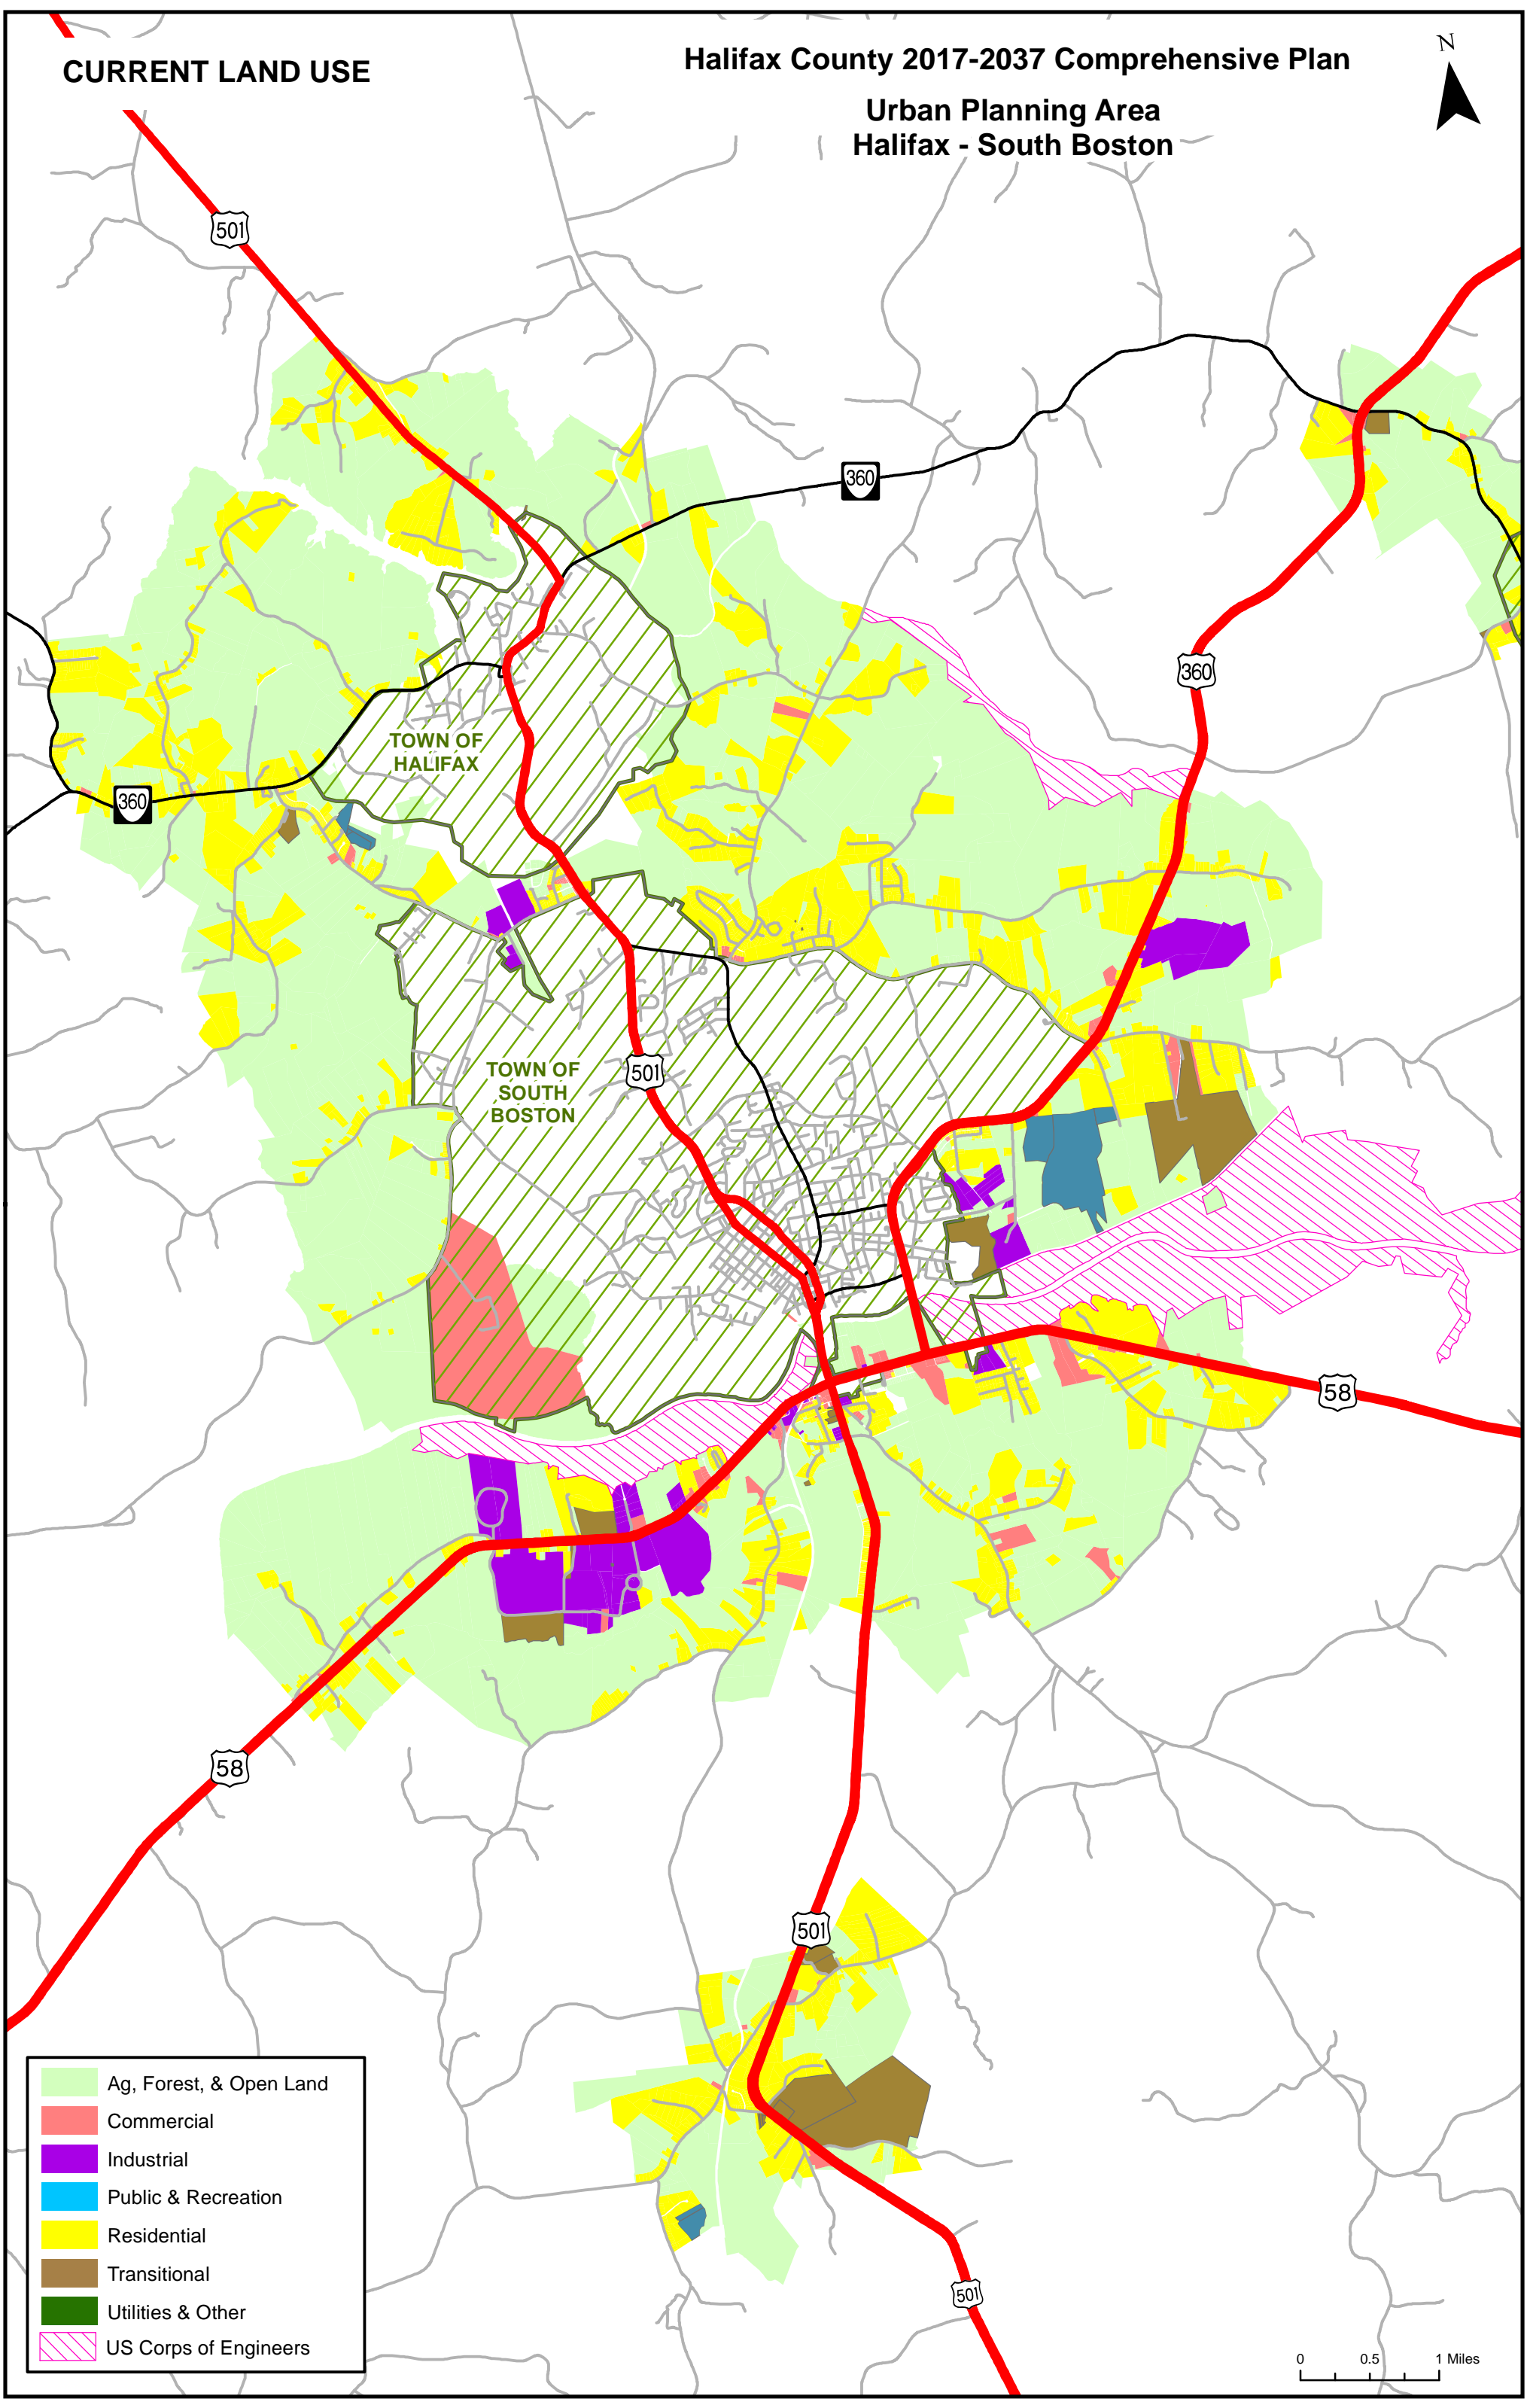 CURRENT LAND USE
Halifax County 2017-2037 Comprehensive Plan
Urban Planning Area
Halifax - South Boston
N
501
360
360
TOWN OF
HALIFAX
360
TOWN OF
SOUTH
BOSTON
501
58
58
501
501
Ag, Forest, & Open Land
Commercial
Industrial
Public & Recreation
Residential
Transitional
Utilities & Other
US Corps of Engineers
0 0.5 1 Miles